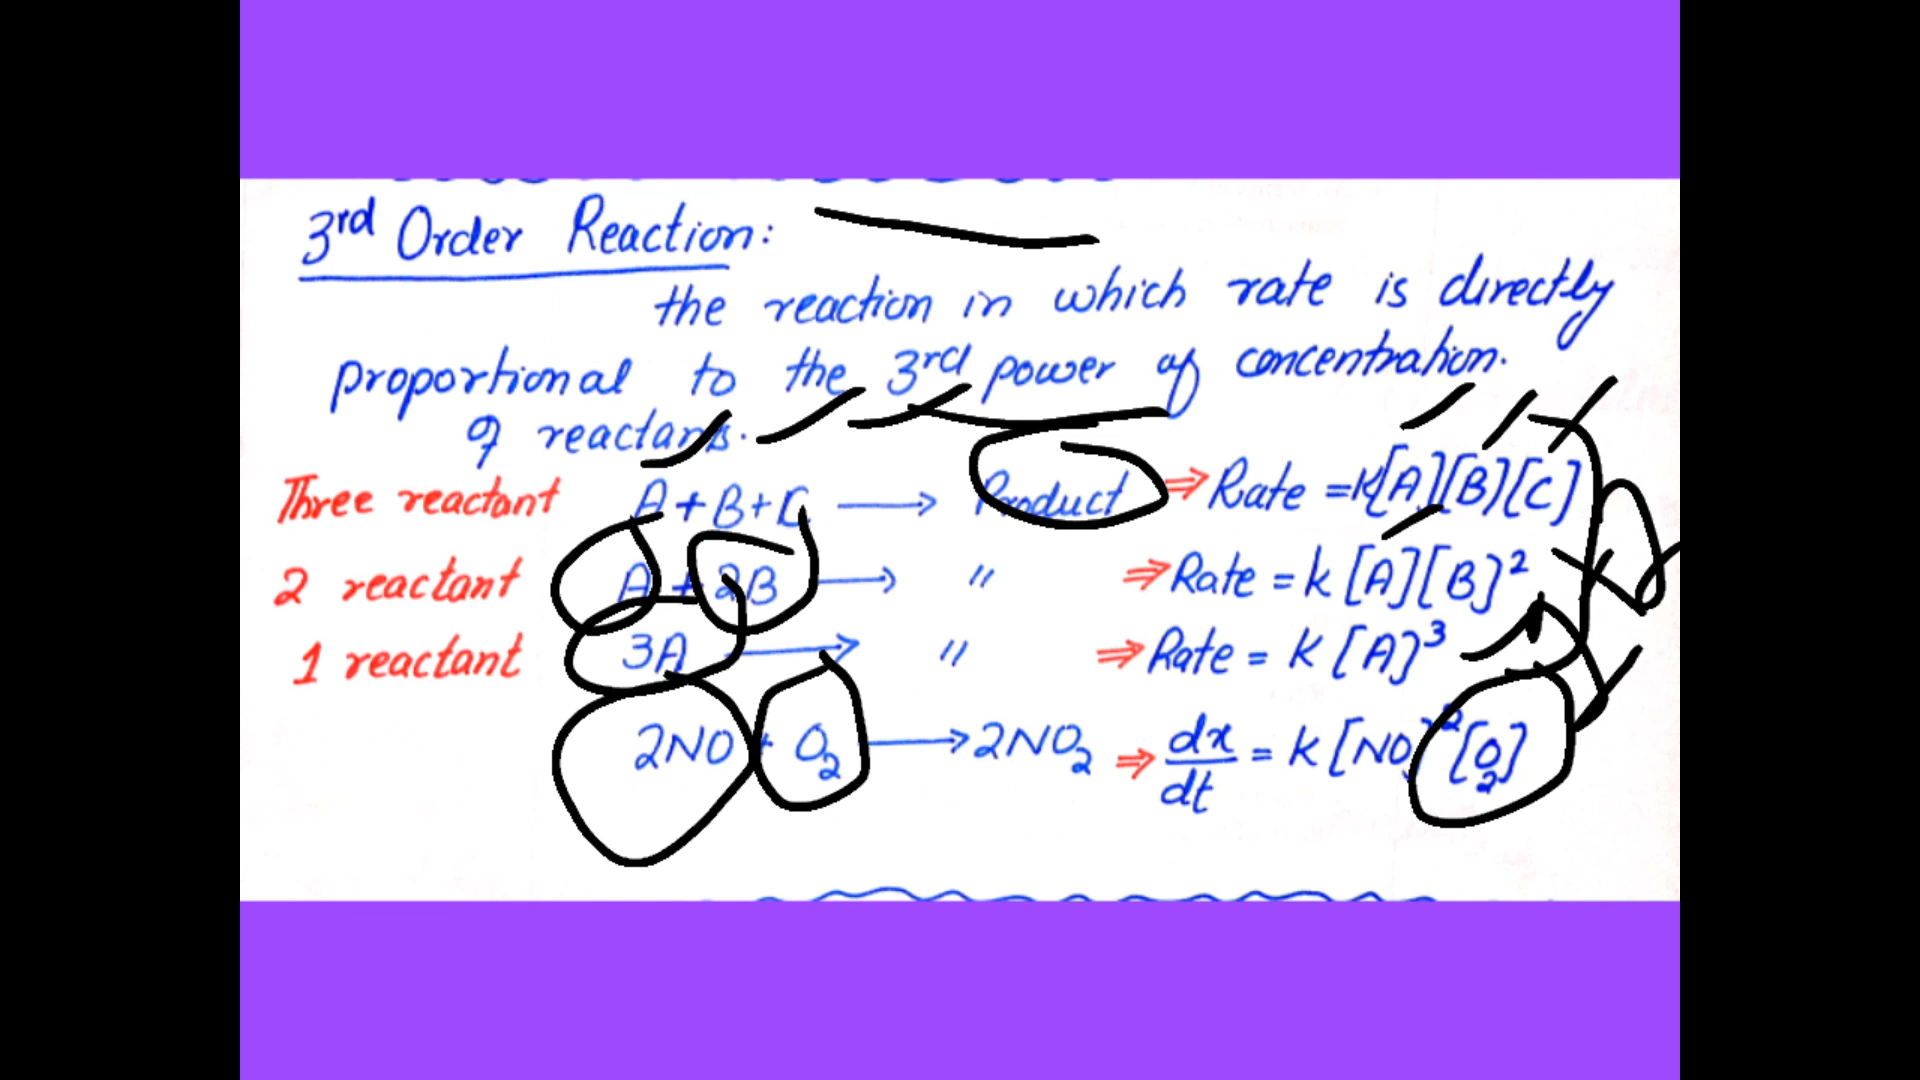 3rd Order Reaction:
the reaction in which rate is directly
proportional to the 3rd power of concentration.
of reactants.
Three reactant A + B + C → Product ⇒ Rate = K[A][B][C]
2 reactant A + 2B → " ⇒ Rate = k [A][B]²
1 reactant 3A → " ⇒ Rate = K [A]³
2NO + O₂ → 2NO₂ ⇒ dx/dt = k [NO]²[O₂]